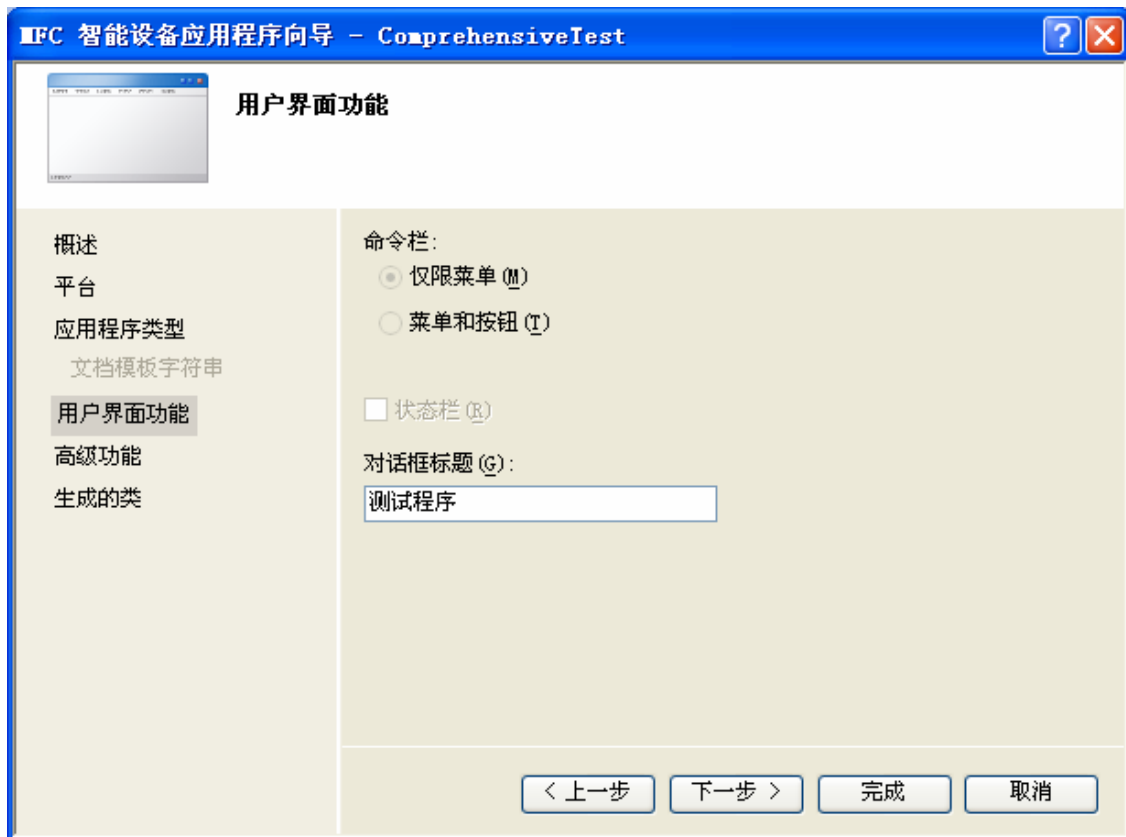 MFC 智能设备应用程序向导 - ComprehensiveTest
用户界面功能
概述
平台
应用程序类型
文档模板字符串
用户界面功能
高级功能
生成的类
命令栏:
仅限菜单(M)
菜单和按钮(T)
状态栏(R)
对话框标题(G):
测试程序
< 上一步
下一步 >
完成
取消